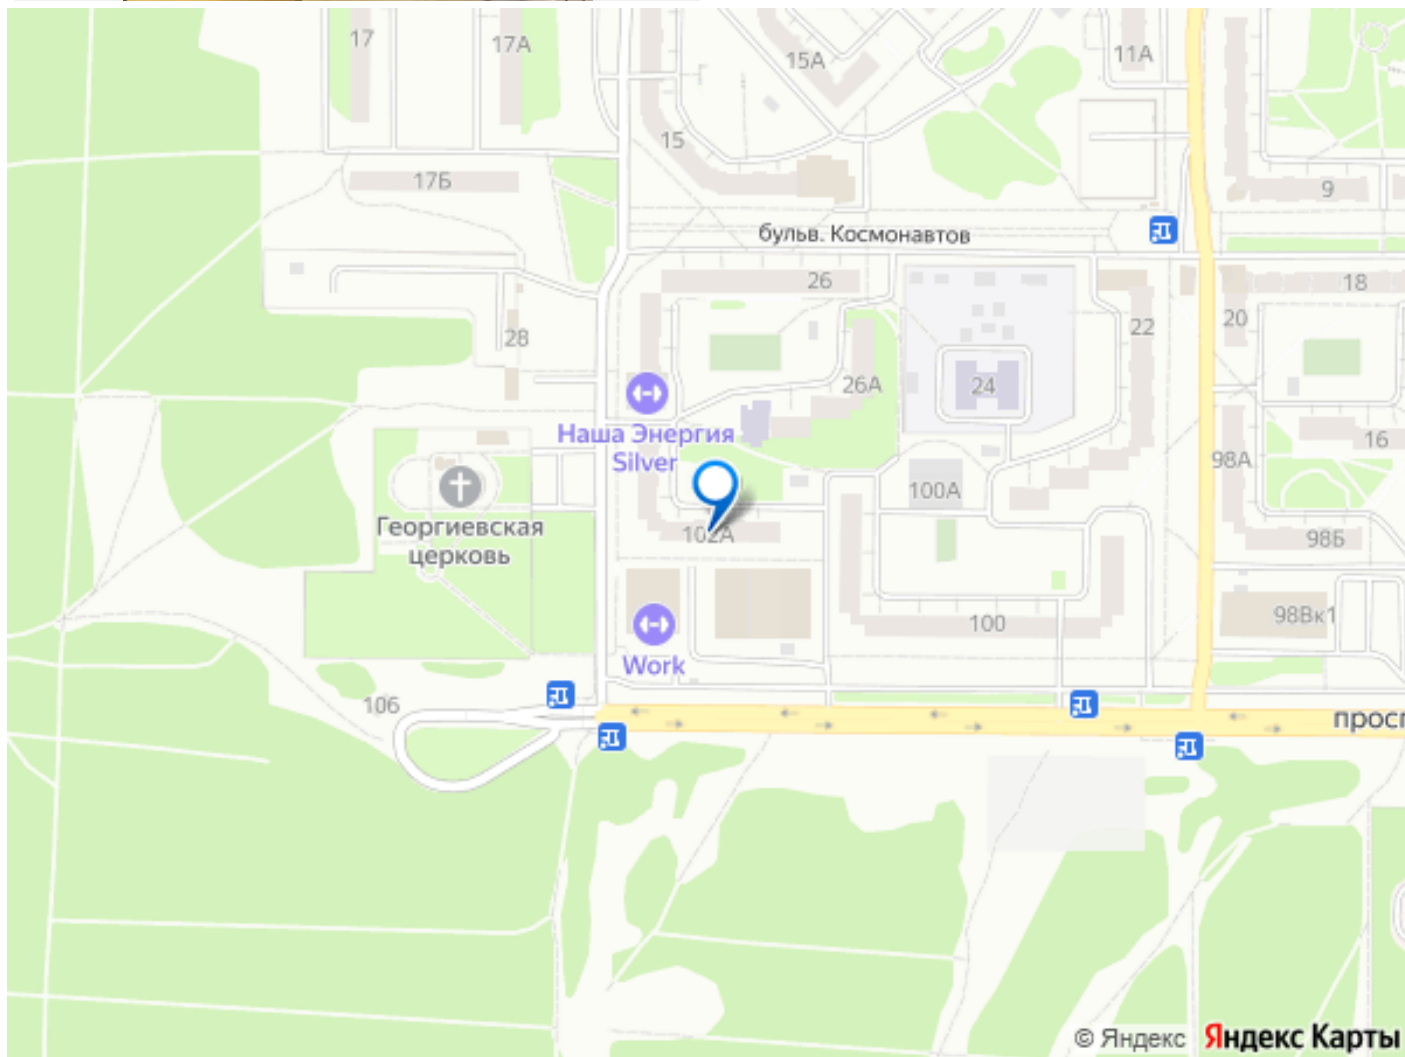 17
17А
15А
11А
15
17Б
9
бульв. Космонавтов
26
18
28
20
22
26А
24
Наша Энергия
Silver
16
98А
100А
Георгиевская
церковь
102А
98Б
98Вк1
100
Work
106
просп
© Яндекс Яндекс Карты